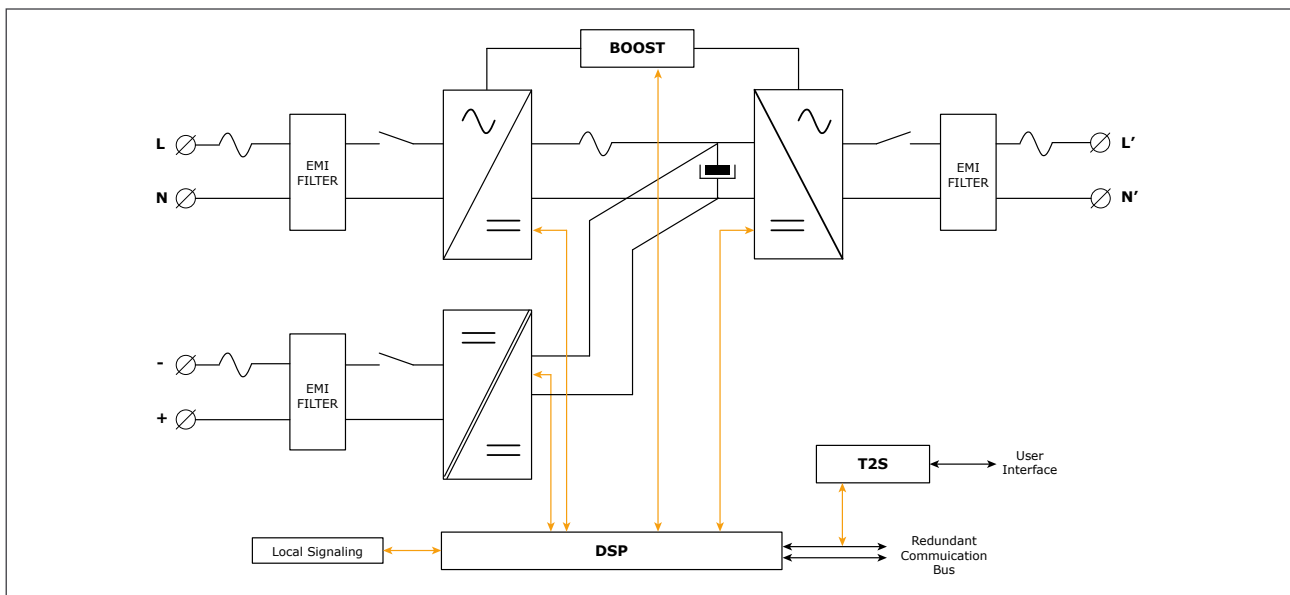 BOOST
L
EMI
FILTER
N
EMI
FILTER
L’
N’
-
EMI
FILTER
+
T2S
User
Interface
Local Signaling
DSP
Redundant
Commuication
Bus